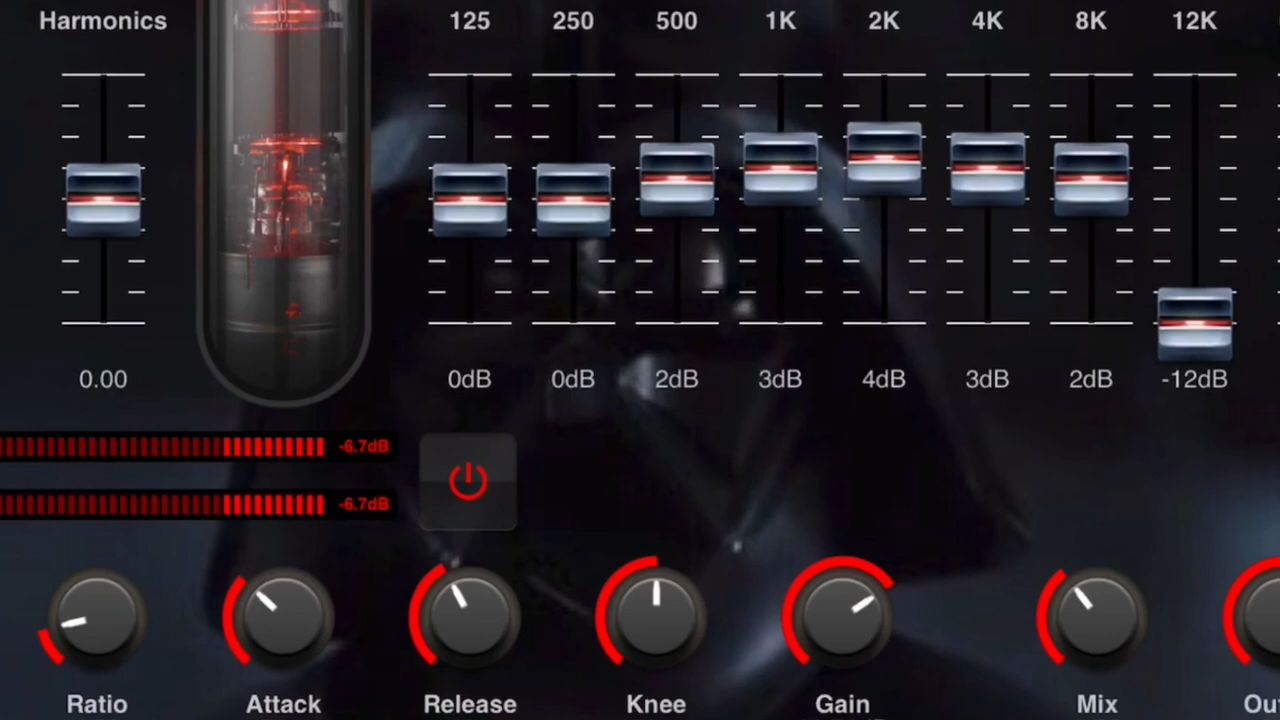 Harmonics 125 250 500 1K 2K 4K 8K 12K
0.00 0dB 0dB 2dB 3dB 4dB 3dB 2dB -12dB
-6.7dB
-6.7dB
Ratio Attack Release Knee Gain Mix Ou